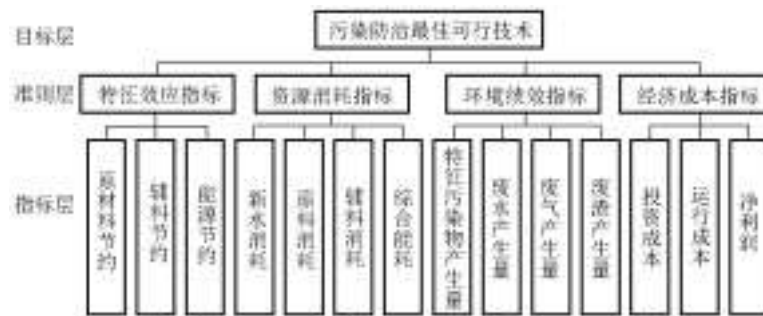 目标层
污染防治最佳可行技术
准则层
特征效应指标
资源消耗指标
环境绩效指标
经济成本指标
指标层
原材料节约
辅料节约
能源节约
新水消耗
原料消耗
辅料消耗
综合能耗
特征污染物产生量
废水产生量
废气产生量
废渣产生量
投资成本
运行成本
净利润